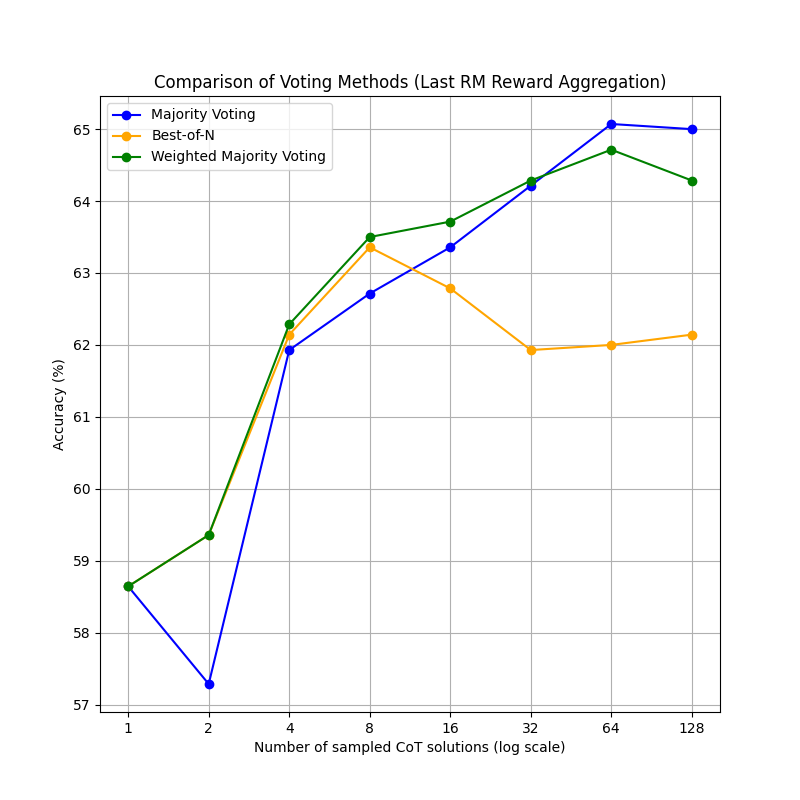 Comparison of Voting Methods (Last RM Reward Aggregation)
Majority Voting
Best-of-N
Weighted Majority Voting
65
64
63
62
61
60
59
58
57
Accuracy (%)
1 2 4 8 16 32 64 128
Number of sampled CoT solutions (log scale)